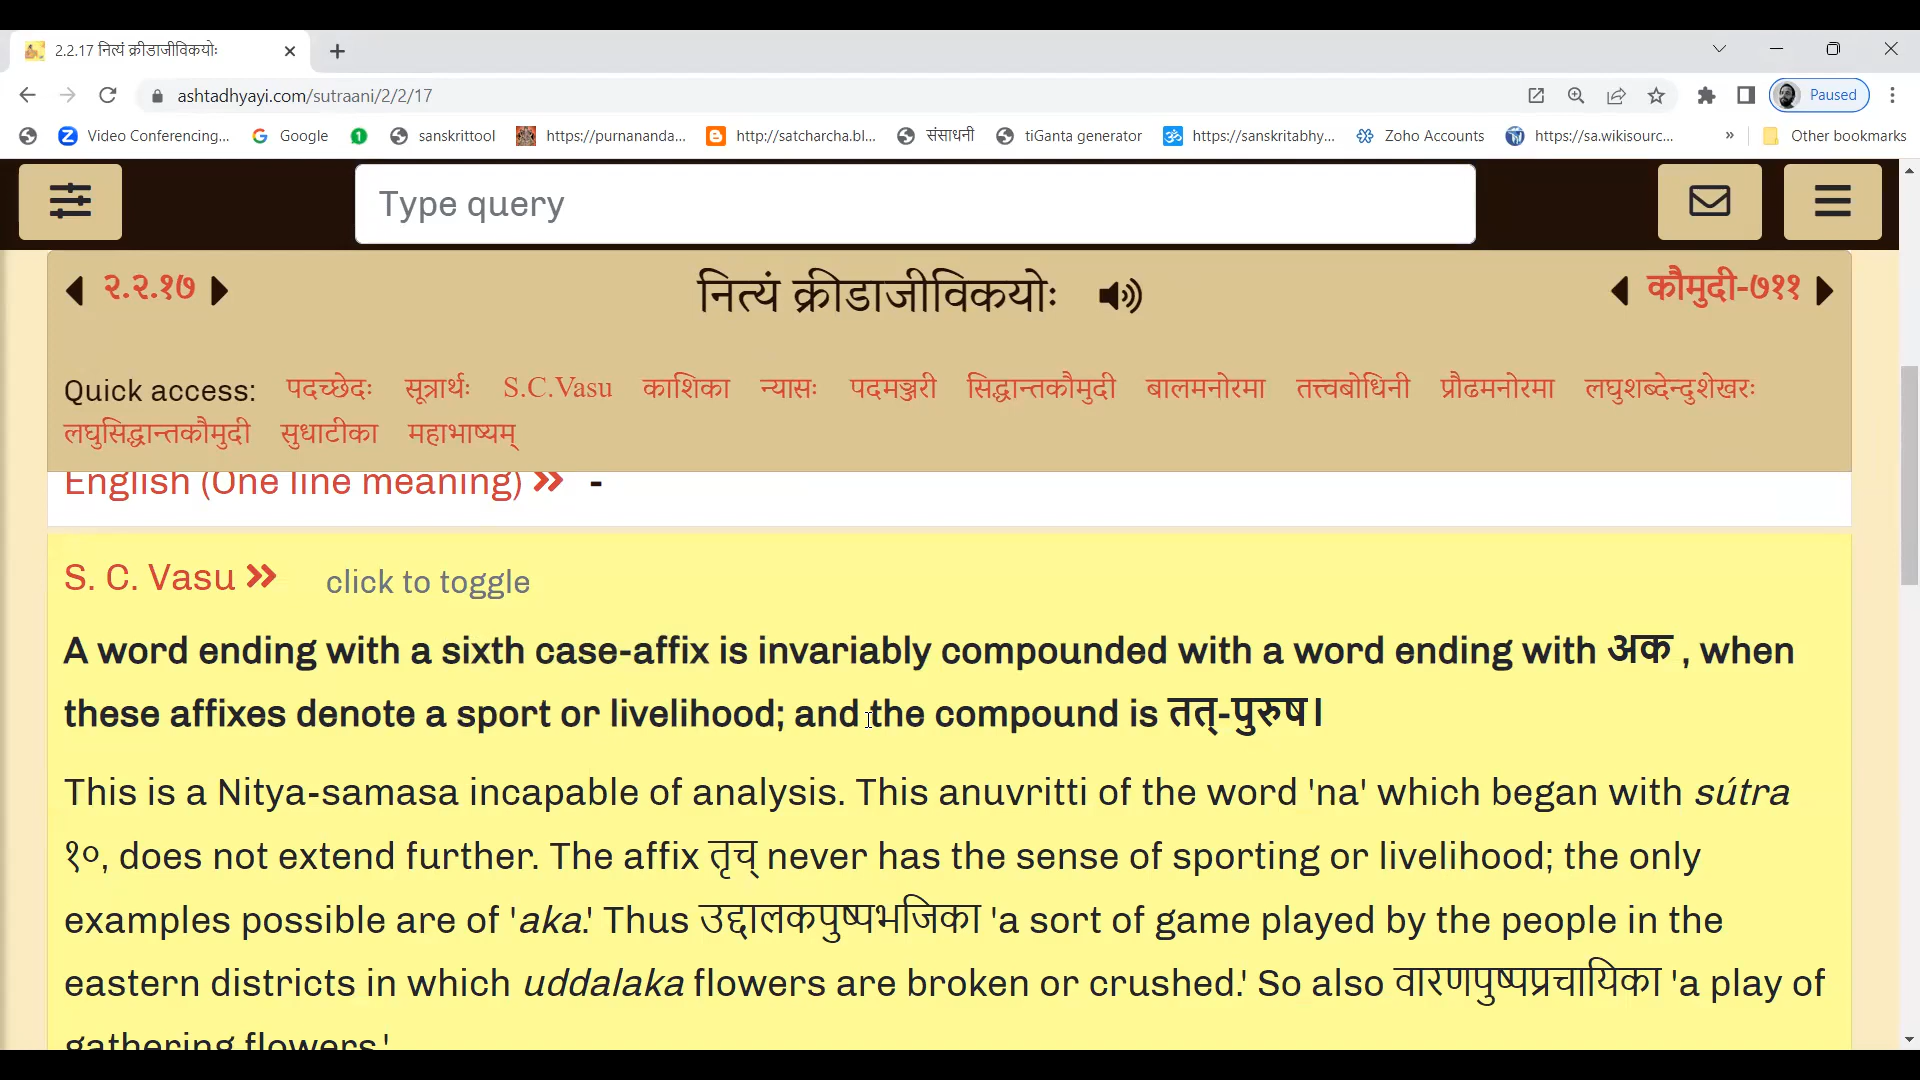 2.2.17 नित्यं क्रीडाजीविकयोः
ashtadhyayi.com/sutraani/2/2/17
Paused
Video Conferencing...
Google
1
sanskrittool
https://purnananda...
http://satcharcha.bl...
संसाधनी
tiGanta generator
https://sanskritabhy...
Zoho Accounts
https://sa.wikisourc...
»
Other bookmarks
Type query
२.२.१७
नित्यं क्रीडाजीविकयोः
कौमुदी-७११
Quick access: पदच्छेदः सूत्रार्थः S.C.Vasu काशिका न्यासः पदमञ्जरी सिद्धान्तकौमुदी बालमनोरमा तत्त्वबोधिनी प्रौढमनोरमा लघुशब्देन्दुशेखरः
लघुसिद्धान्तकौमुदी सुधाटीका महाभाष्यम्
English (One line meaning) » -
S. C. Vasu » click to toggle
A word ending with a sixth case-affix is invariably compounded with a word ending with अक , when
these affixes denote a sport or livelihood; and the compound is तत्-पुरुष।
This is a Nitya-samasa incapable of analysis. This anuvritti of the word 'na' which began with sútra
१०, does not extend further. The affix तृच् never has the sense of sporting or livelihood; the only
examples possible are of 'aka.' Thus उद्दालकपुष्पभजिका 'a sort of game played by the people in the
eastern districts in which uddalaka flowers are broken or crushed.' So also वारणपुष्पप्रचायिका 'a play of
gathering flowers.'